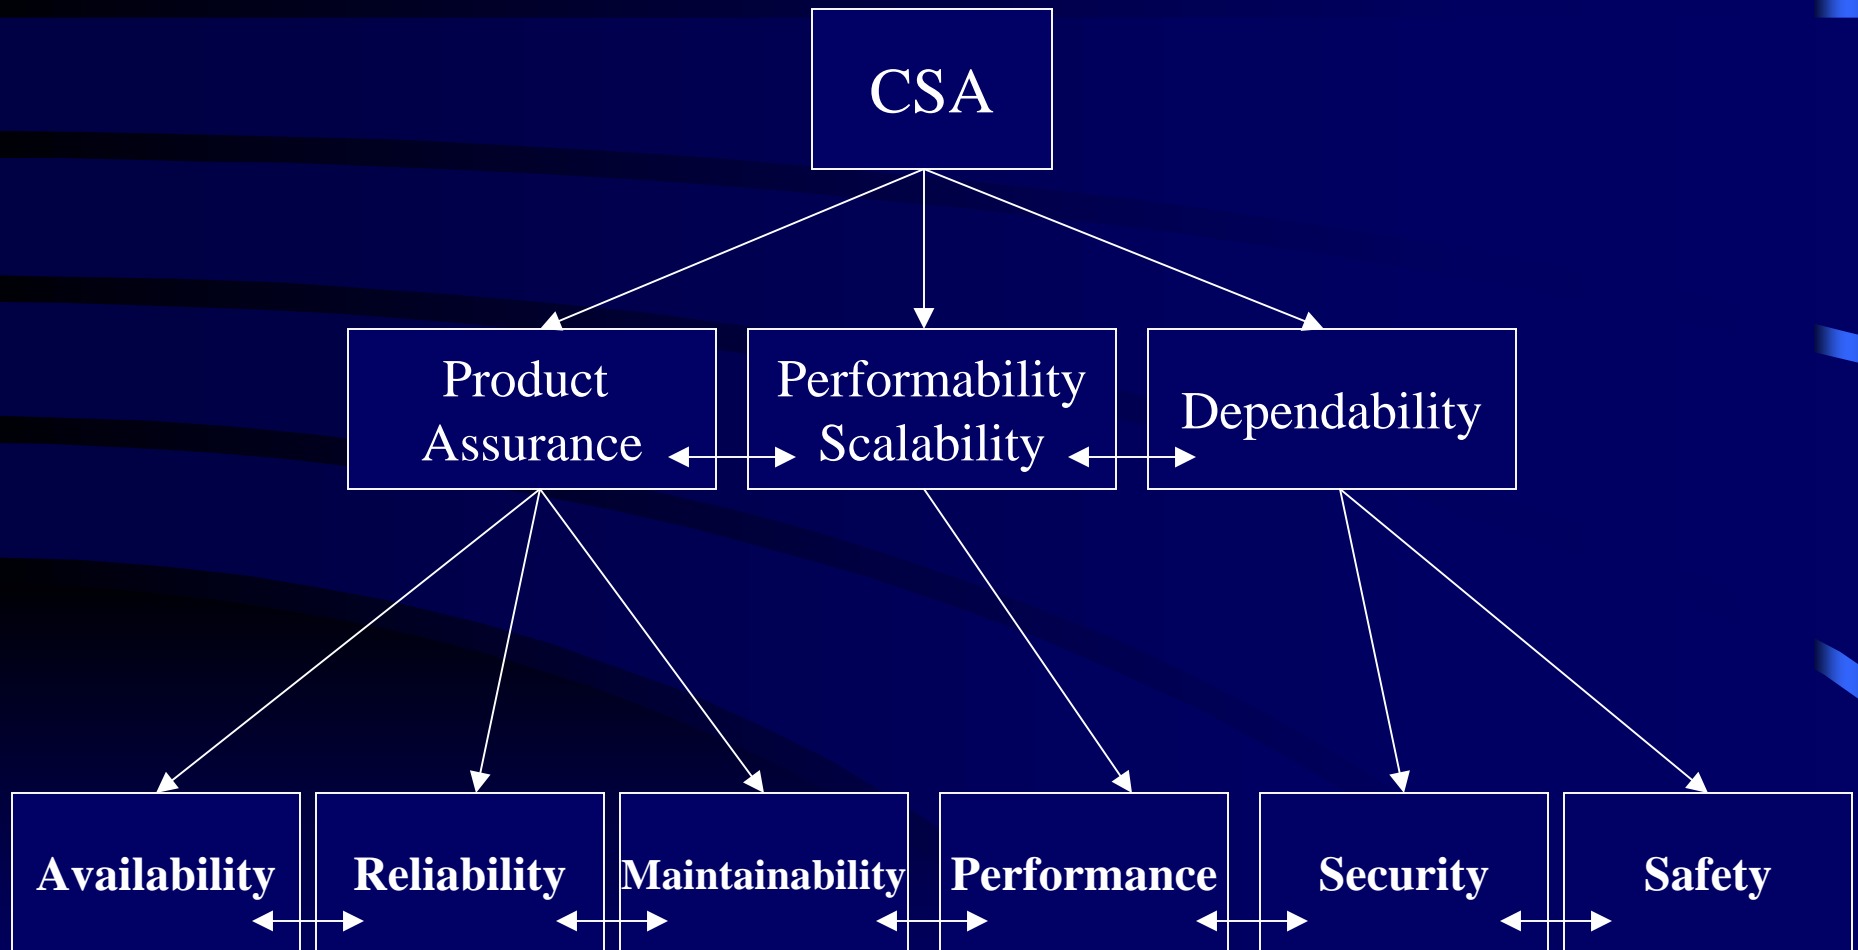 CSA
Product
Assurance
Performability
Scalability
Dependability
Availability
Reliability
Maintainability
Performance
Security
Safety